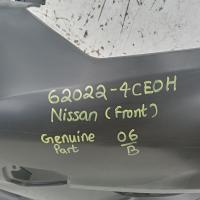 62022-4CE0H
Nissan (Front)
Genuine 06
Part B